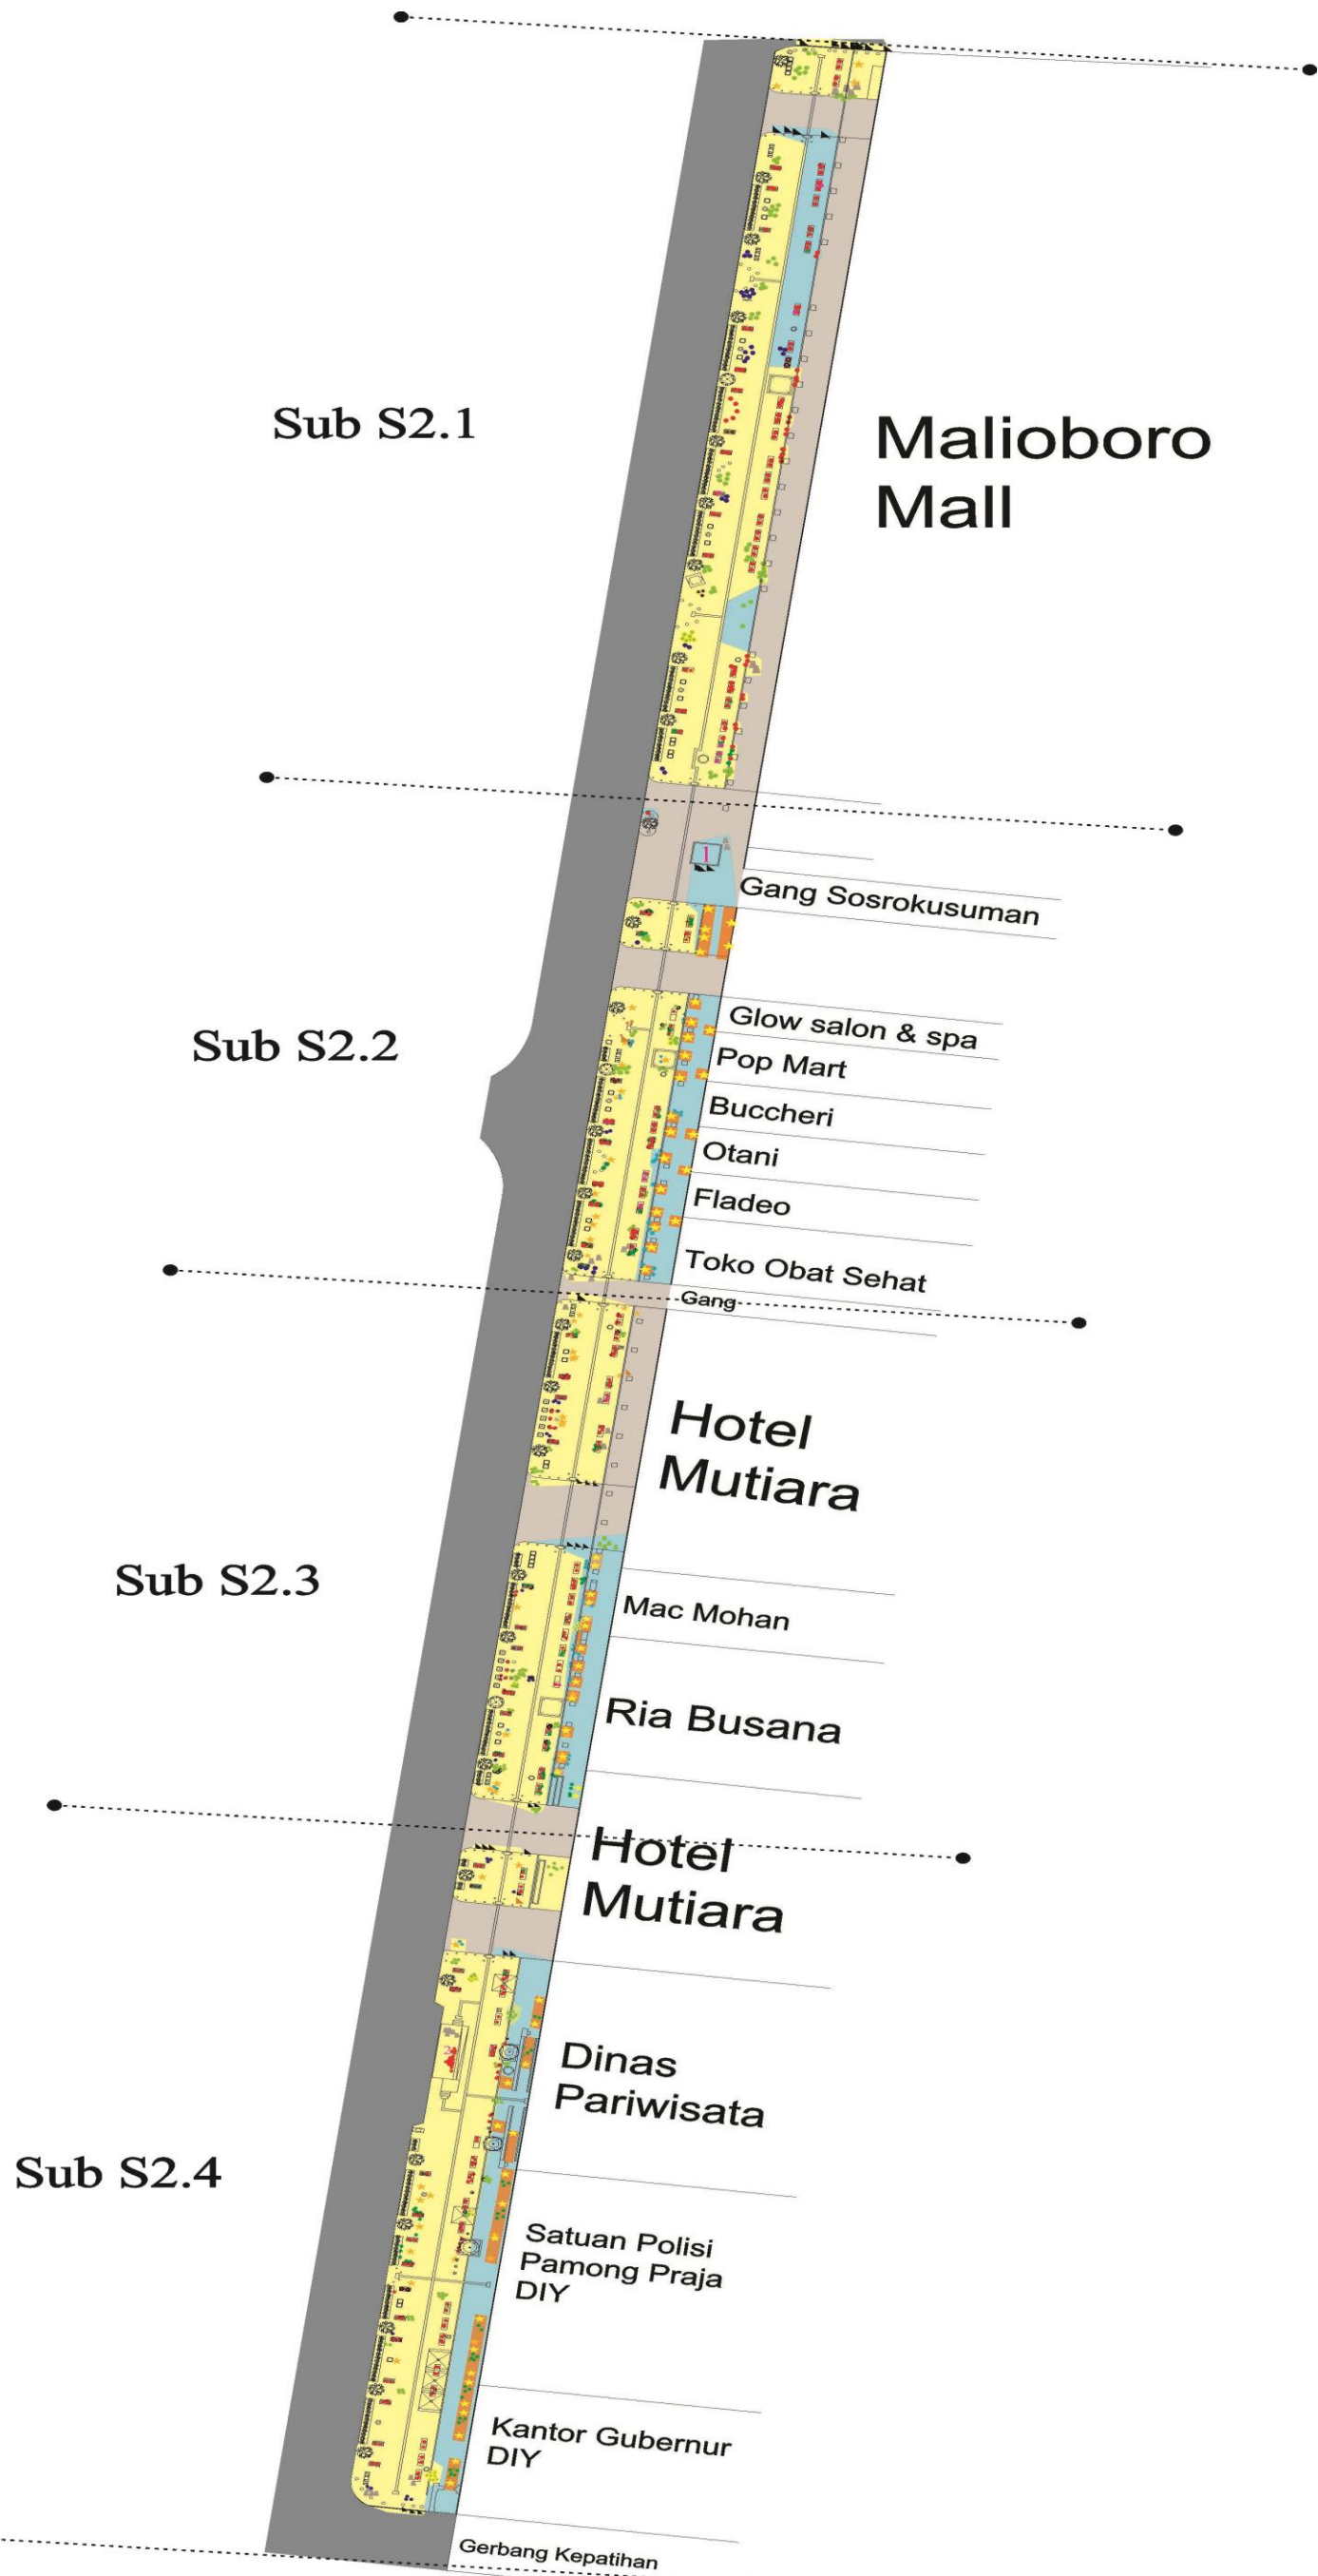 Sub S2.1
Malioboro
Mall
1
Gang Sosrokusuman
Sub S2.2
Glow salon & spa
Pop Mart
Buccheri
Otani
Fladeo
Toko Obat Sehat
Gang
Hotel
Mutiara
Sub S2.3
Mac Mohan
Ria Busana
Hotel
Mutiara
2
Dinas
Pariwisata
Sub S2.4
Satuan Polisi
Pamong Praja
DIY
Kantor Gubernur
DIY
Gerbang Kepatihan